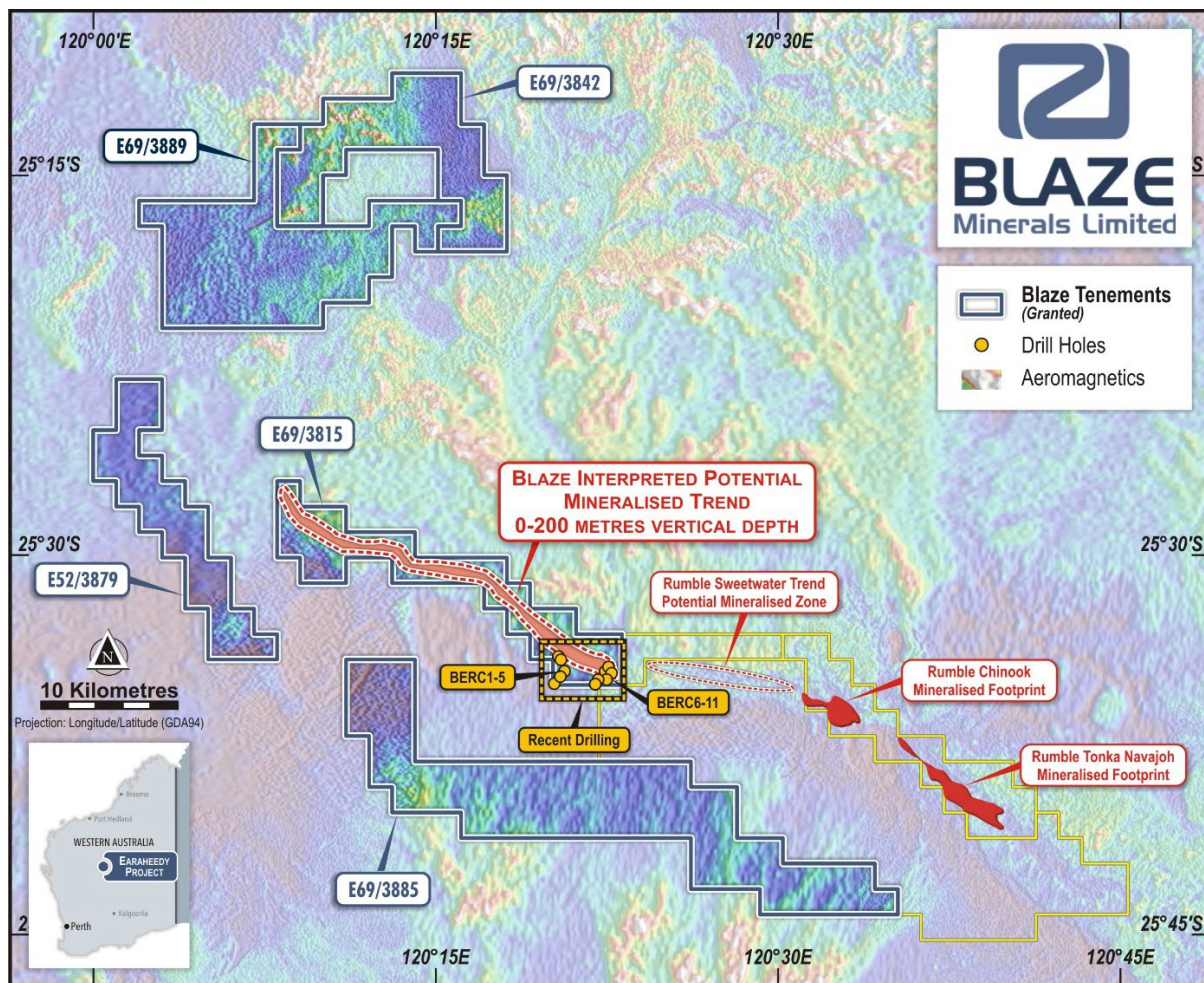 120°00'E
120°15'E
120°30'E
E69/3842
E69/3889
25°15'S
BLAZE
Minerals Limited
Blaze Tenements
(Granted)
Drill Holes
Aeromagnetics
E69/3815
BLAZE INTERPRETED POTENTIAL
MINERALISED TREND
0-200 METRES VERTICAL DEPTH
25°30'S
25°30'S
E52/3879
Rumble Sweetwater Trend
Potential Mineralised Zone
N
10 Kilometres
Projection: Longitude/Latitude (GDA94)
BERC1-5
BERC6-11
Recent Drilling
Rumble Chinook
Mineralised Footprint
Rumble Tonka Navajoh
Mineralised Footprint
Broome
Port Hedland
WESTERN AUSTRALIA
EARAHEEDY
PROJECT
Kalgoorlie
Perth
E69/3885
25°45'S
120°15'E
120°30'E
120°45'E